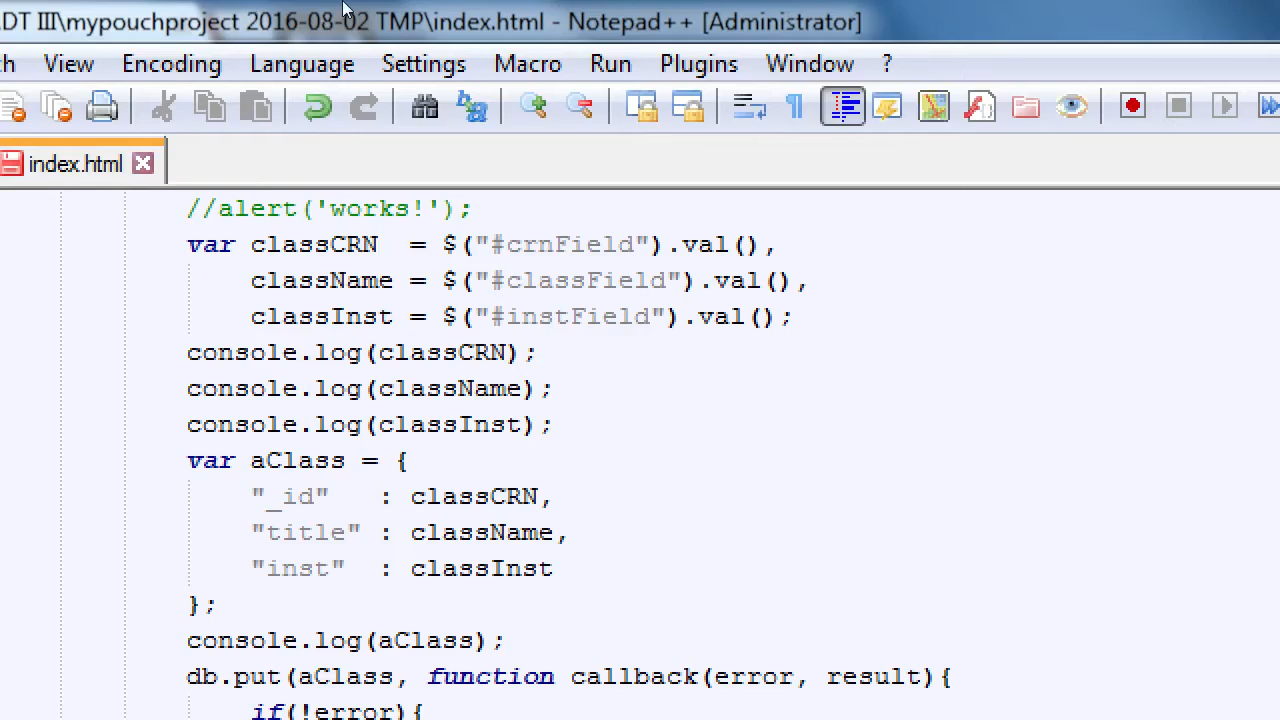 DT III\mypouchproject 2016-08-02 TMP\index.html - Notepad++ [Administrator]
h View Encoding Language Settings Macro Run Plugins Window ?
index.html
//alert('works!');
var classCRN  = $("#crnField").val(),
    className = $("#classField").val(),
    classInst = $("#instField").val();
console.log(classCRN);
console.log(className);
console.log(classInst);
var aClass = {
    "_id"   : classCRN,
    "title" : className,
    "inst"  : classInst
};
console.log(aClass);
db.put(aClass, function callback(error, result){
    if(!error){